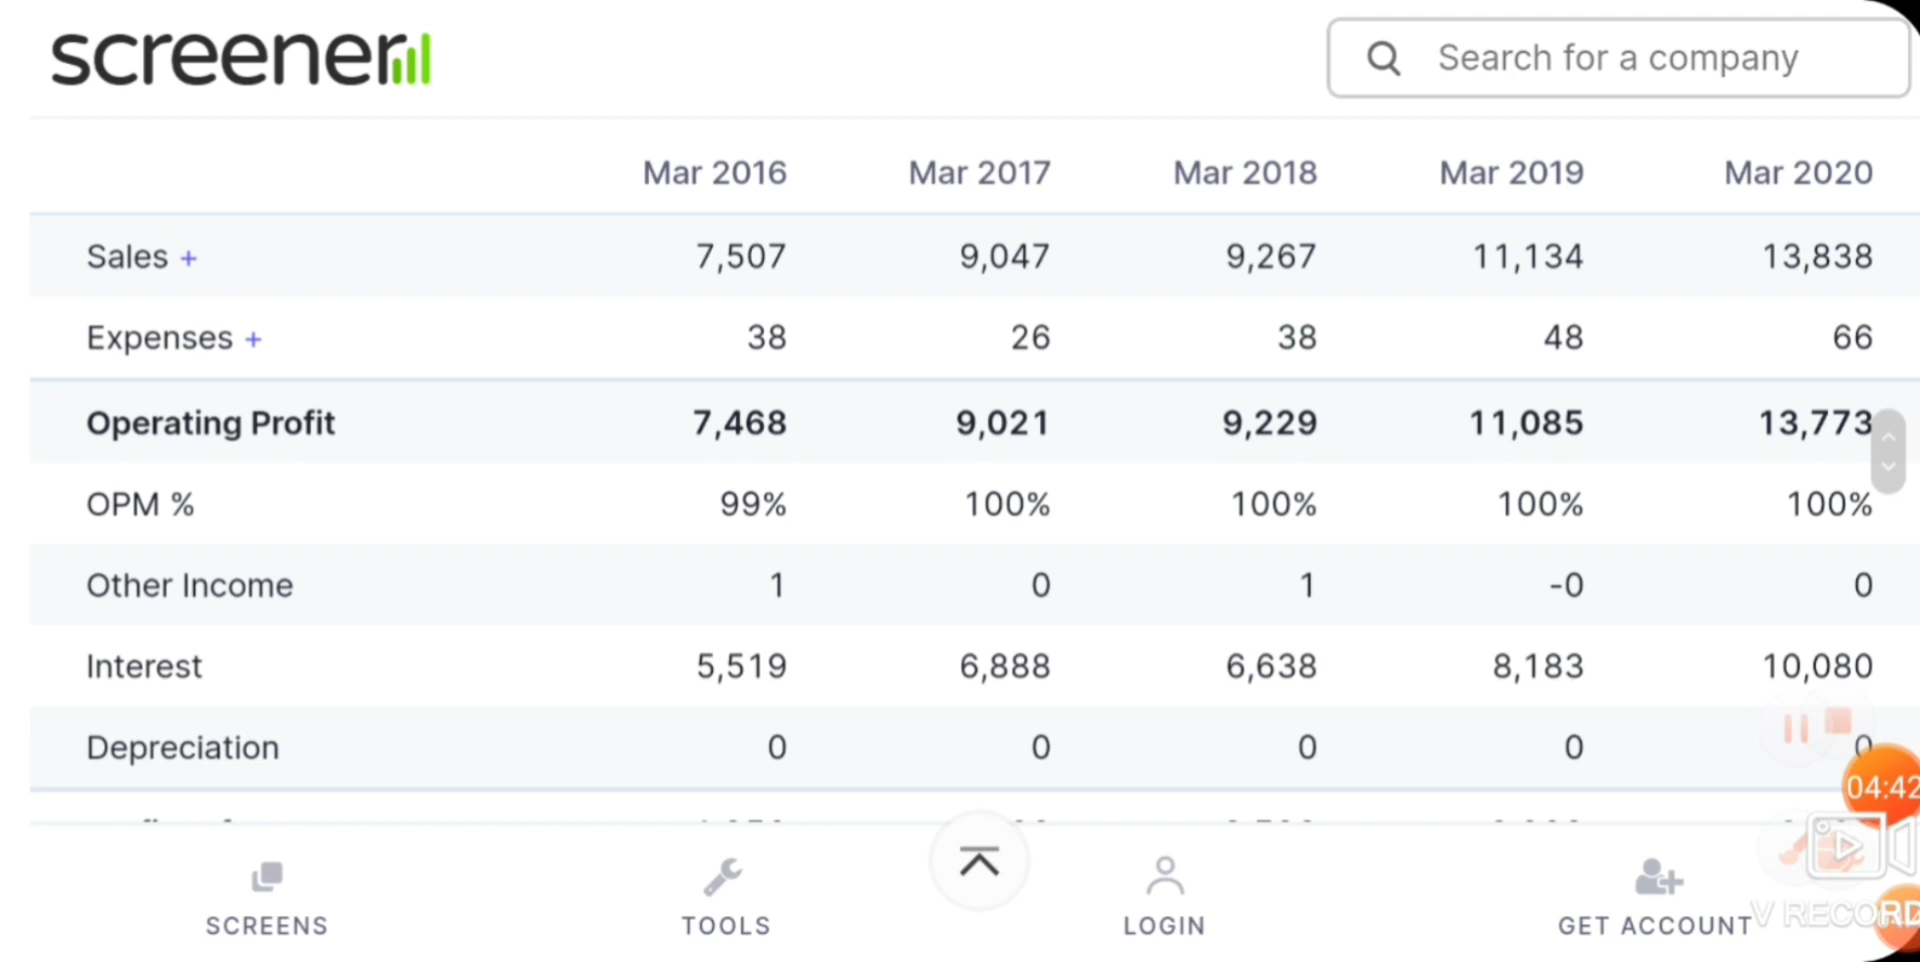 screener
Search for a company
Mar 2016 Mar 2017 Mar 2018 Mar 2019 Mar 2020
Sales + 7,507 9,047 9,267 11,134 13,838
Expenses + 38 26 38 48 66
Operating Profit 7,468 9,021 9,229 11,085 13,773
OPM % 99% 100% 100% 100% 100%
Other Income 1 0 1 -0 0
Interest 5,519 6,888 6,638 8,183 10,080
Depreciation 0 0 0 0 0
04:42
SCREENS TOOLS LOGIN GET ACCOUNT
V RECORD